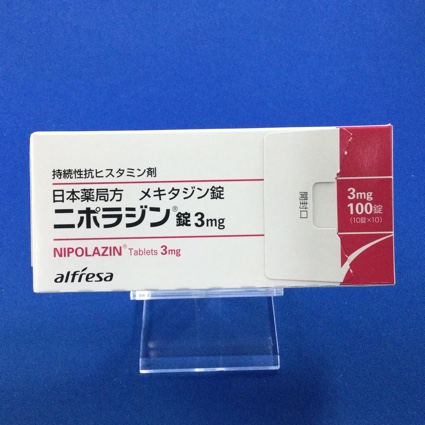 持続性抗ヒスタミン剤
日本薬局方 メキタジン錠
ニポラジン®錠3mg
NIPOLAZIN® Tablets 3mg
alfresa
開封口
3mg
100錠
(10錠×10)